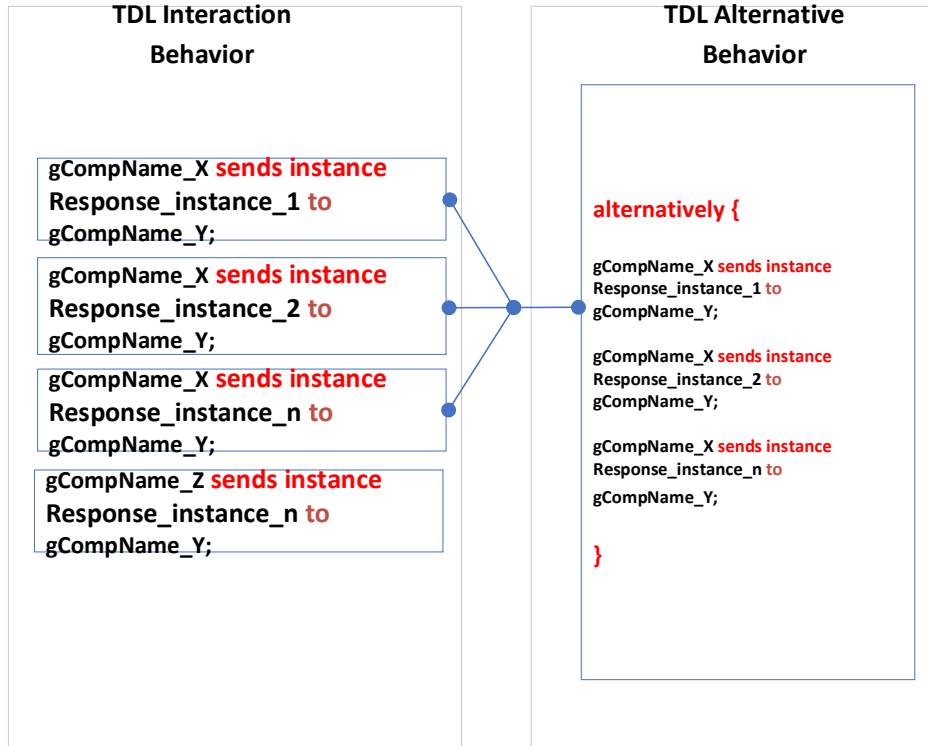 TDL Interaction
Behavior
gCompName_X sends instance
Response_instance_1 to
gCompName_Y;
gCompName_X sends instance
Response_instance_2 to
gCompName_Y;
gCompName_X sends instance
Response_instance_n to
gCompName_Y;
gCompName_Z sends instance
Response_instance_n to
gCompName_Y;
TDL Alternative
Behavior
alternatively {
gCompName_X sends instance
Response_instance_1 to
gCompName_Y;
gCompName_X sends instance
Response_instance_2 to
gCompName_Y;
gCompName_X sends instance
Response_instance_n to
gCompName_Y;
}